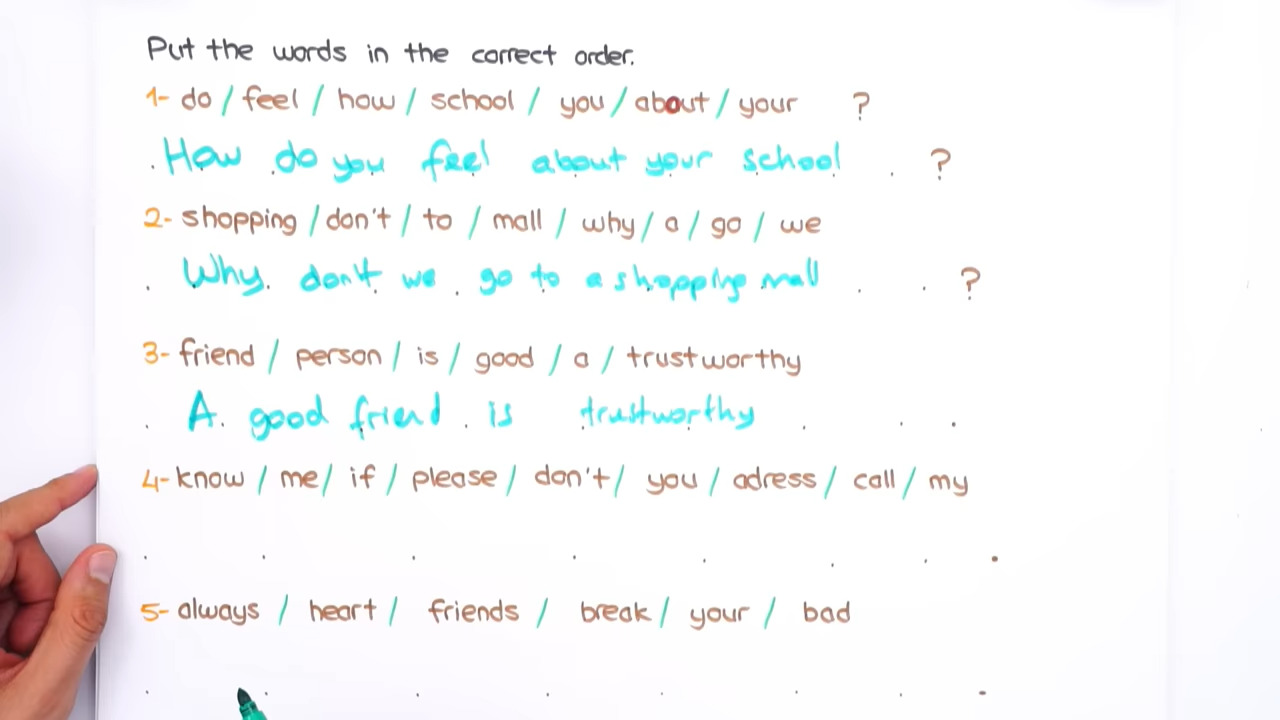 Put the words in the correct order.
1- do / feel / how / school / you / about / your ?
How do you feel about your school ?
2- shopping / don't / to / mall / why / a / go / we
Why don't we go to a shopping mall ?
3- friend / person / is / good / a / trustworthy
A good friend is trustworthy .
4- know / me / if / please / don't / you / adress / call / my
5- always / heart / friends / break / your / bad